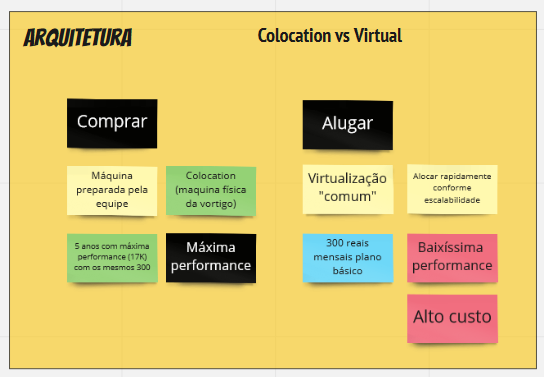 ARQUITETURA
Colocation vs Virtual
Comprar
Alugar
Máquina
preparada pela
equipe
Colocation
(maquina física
da vortigo)
Virtualização
"comum"
Alocar rapidamente
conforme
escalabilidade
5 anos com máxima
performance (17K)
com os mesmos 300
Máxima
performance
300 reais
mensais plano
básico
Baixíssima
performance
Alto custo